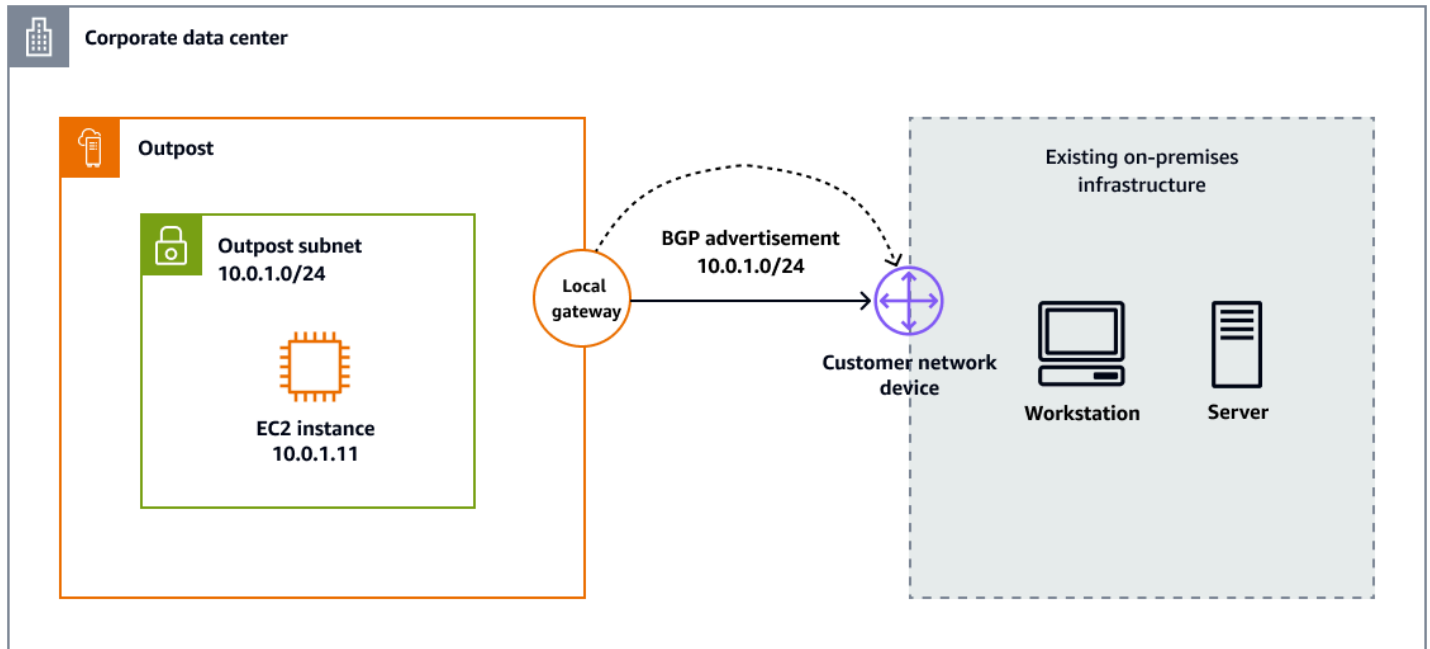 Corporate data center
Outpost
Outpost subnet
10.0.1.0/24
EC2 instance
10.0.1.11
Local
gateway
BGP advertisement
10.0.1.0/24
Customer network
device
Existing on-premises
infrastructure
Workstation
Server